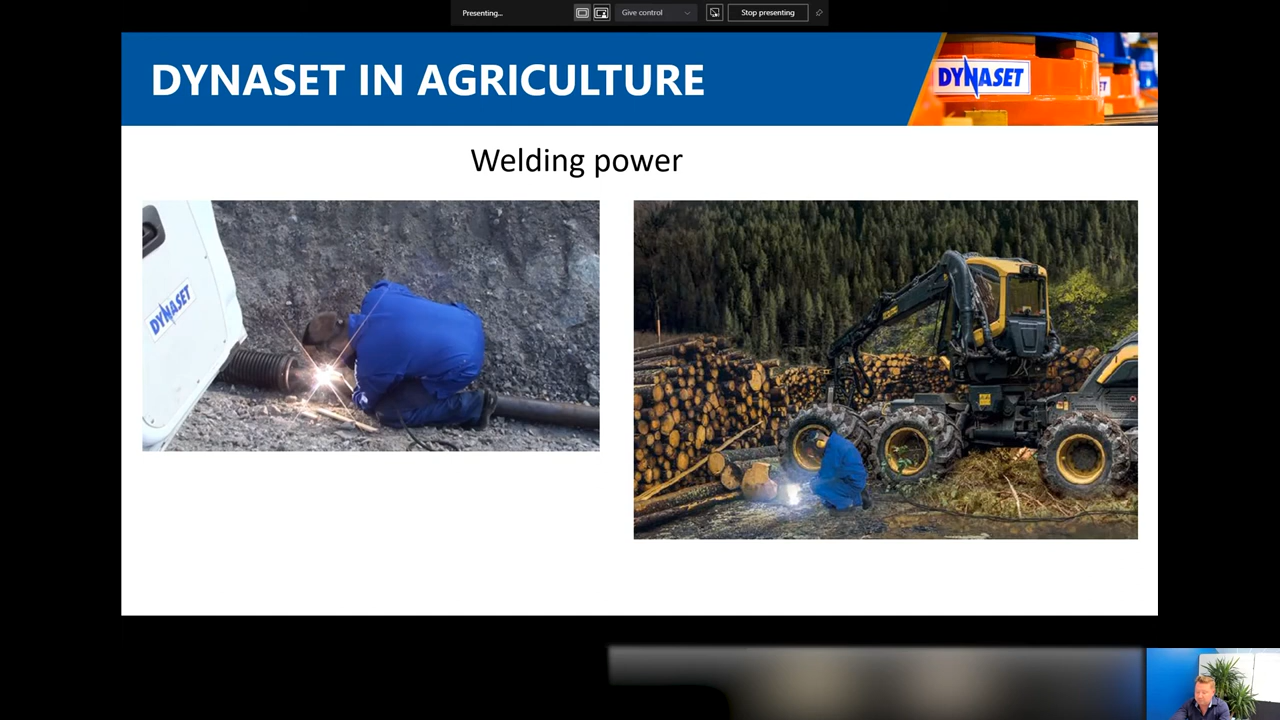 Presenting...
Give control
Stop presenting
DYNASET IN AGRICULTURE
DYNASET
Welding power
DYNASET